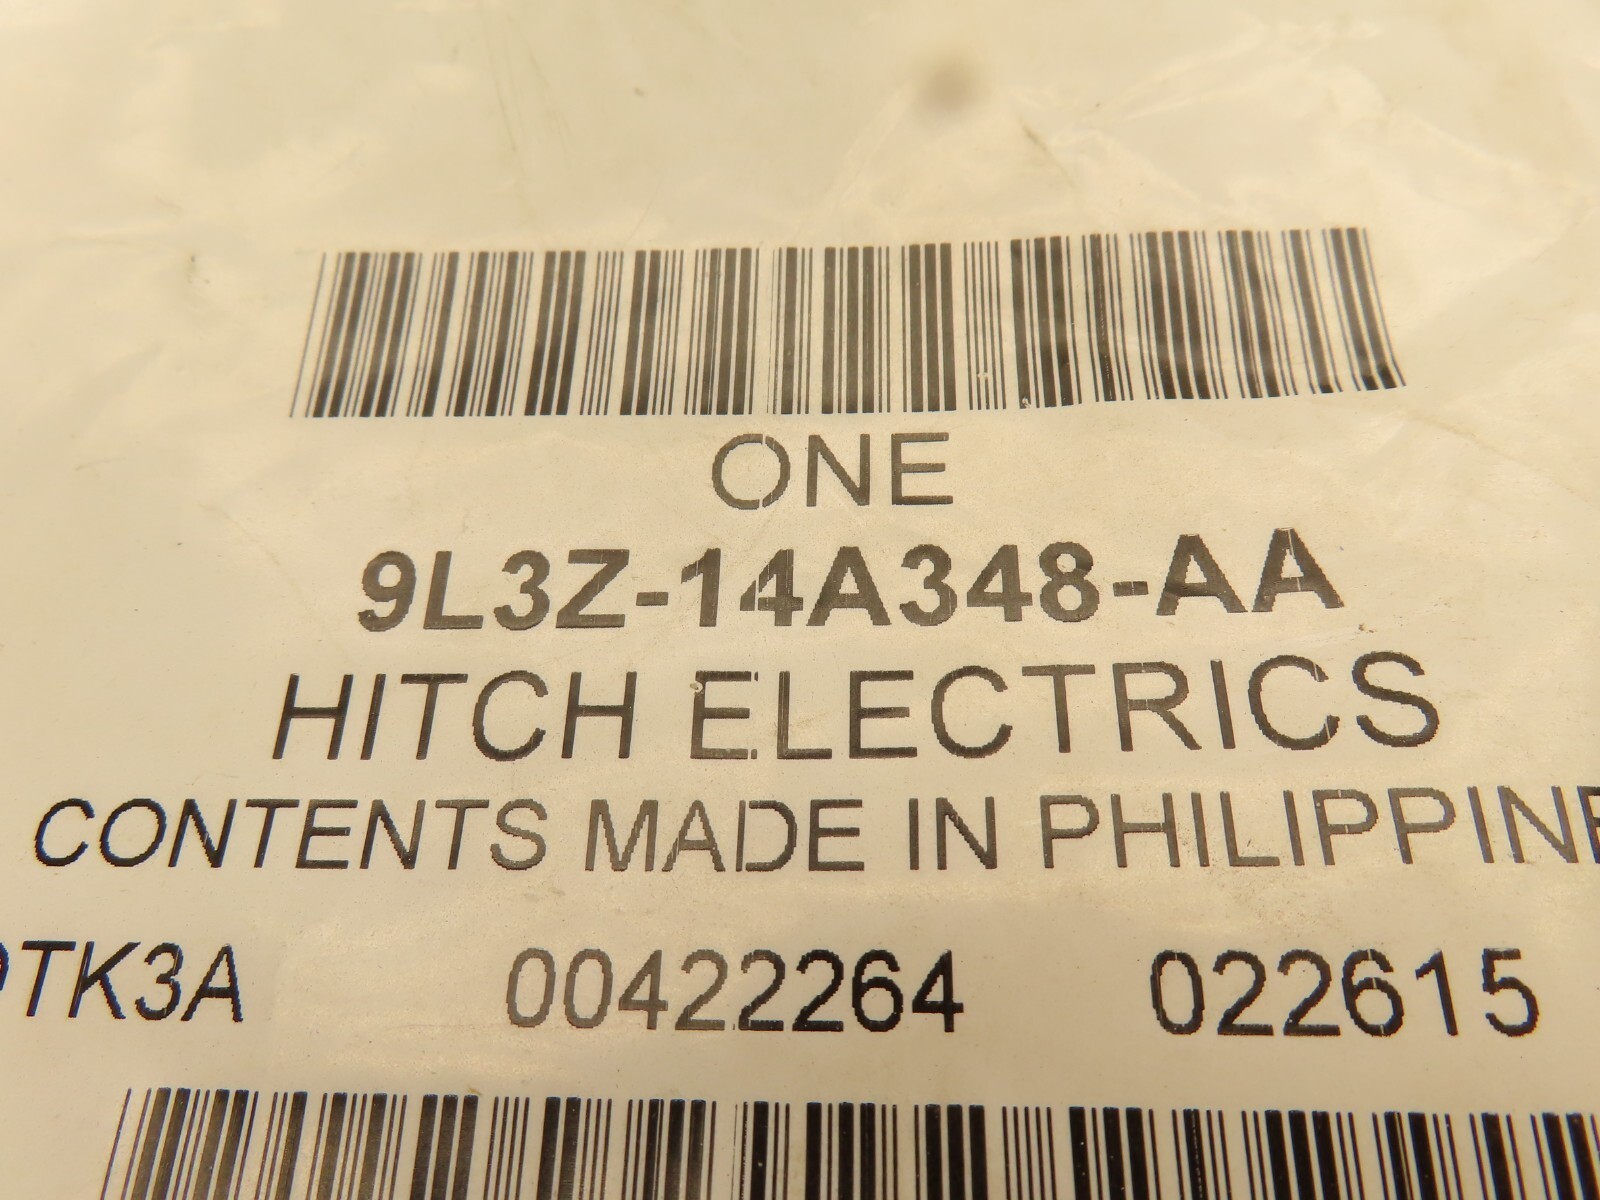 ONE
9L3Z-14A348-AA
HITCH ELECTRICS
CONTENTS MADE IN PHILIPPINE
TK3A 00422264 022615